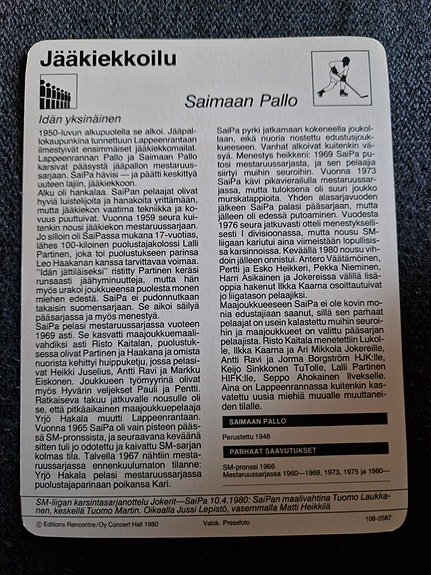 Jääkiekkoilu
Saimaan Pallo
Idän yksinäinen
1950-luvun alkupuolella se alkoi. Jääpal-
lokaupunkina tunnettuun Lappeenrantaan
ilmestyivät ensimmäiset jääkiekkomailat.
Lappeenrannan Pallo ja Saimaan Pallo
karsivat pääsystä jääpallon mestaruus-
sarjaan. SaiPa hävisi — ja päätti keskittyä
uuteen lajiin, jääkiekkoon.
Alku oli hankalaa. SaiPan pelaajat olivat
hyviä luistelijoita ja hanakoita yrittämään,
mutta jääkiekon vaatima tekniikka ja ko-
vuus puuttuivat. Vuonna 1959 seura kui-
tenkin nousi jääkiekon mestaruussarjaan.
Jo silloin oli SaiPassa mukana 17-vuotias,
lähes 100-kiloinen puolustajakolossi Lalli
Partinen, joka toi puolustukseen parinsa
Leo Haakanan kanssa tarvittavaa voimaa.
"Idän jättiläiseksi" ristitty Partinen keräsi
runsaasti jäähyminuutteja, mutta hän
myös urakoi joukkueensa puolesta monen
miehen edestä. SaiPa ei pudonnutkaan
takaisin suomensarjaan. Se aikoi säilyä
pääsarjassa ja myös menestyä.
SaiPa pelasi mestaruussarjassa vuoteen
1969 asti. Se kasvatti maajoukkuemaali-
vahdiksi asti Risto Kaitalan, puolustuk-
sessa olivat Partinen ja Haakana ja omista
nuorista kehittyi huippuketju, jossa pelasi-
vat Heikki Juselius, Antti Ravi ja Markku
Eiskonen. Joukkueen työmyyrinä olivat
myös Hyvärin veljekset Pauli ja Pentti.
Ratkaiseva takuu jatkuvalle nousulle oli
se, että pitkäaikainen maajoukkuepelaaja
Yrjö Hakala muutti Lappeenrantaan.
Vuonna 1965 SaiPa oli vain pisteen pääs-
sä SM-pronssista, ja seuraavana keväänä
sitten tuli jo odotettu ja kaivattu SM-sarjan
kolmas tila. Talvella 1967 nähtiin mesta-
ruussarjassa ennenkuulumaton tilanne:
Yrjö Hakala pelasi mestaruussarjassa
puolustajaparinaan poikansa Kari.
SaiPa pyrki jatkamaan kokeneella joukol-
laan, eikä nuoria nostettu edustusjouk-
kueeseen. Vanhat alkoivat kuitenkin vä-
syä. Menestys heikkeni: 1969 SaiPa pu-
tosi mestaruussarjasta, ja sen pelaajia
siirtyi muihin seuroihin. Vuonna 1973
SaiPa kävi pikavierailulla mestaruussar-
jassa, mutta tuloksena oli suuri joukko
murskatappioita. Yhden alasarjavuoden
jälkeen SaiPa palasi pääsarjaan, mutta
jälleen oli edessä putoaminen. Vuodesta
1976 seura jatkuvasti otteli menestykselli-
sesti I divisioonassa, mutta nousu SM-
liigaan kariutui aina viimeistään lopullisis-
sa karsinnoissa. Keväällä 1980 nousu vih-
doin jälleen onnistui. Antero Väätämöinen,
Pertti ja Esko Heikkeri, Pekka Nieminen,
Harri Asikainen ja Jokereissa välillä lisä-
oppia hakenut Ilkka Kaarna osoittautuivat
jo liigatason pelaajiksi.
Maajoukkueeseen SaiPa ei ole kovin mo-
nia edustajiaan saanut, sillä sen parhaat
pelaajat on usein kalastettu muihin seuroi-
hin ja maajoukkueet on valittu pääsarjan
pelaajista. Risto Kaitala menetettiin Lukol-
le, Ilkka Kaarna ja Ari Mikkola Jokereille,
Antti Ravi ja Jorma Borgström HJK:lle,
Keijo Sinkkonen TuTolle, Lalli Partinen
HIFK:lle, Seppo Ahokainen Ilvekselle.
Aina on Lappeenrannassa kuitenkin kas-
vatettu uusia miehiä muualle muuttanei-
den tilalle.
SAIMAAN PALLO
Perustettu 1948
PARHAAT SAAVUTUKSET
SM-pronssi 1966
Mestaruussarjassa 1960—1969, 1973, 1975 ja 1980—
SM-liigan karsintasarjanottelu Jokerit—SaiPa 10.4.1980: SaiPan maalivahtina Tuomo Laukka-
nen, keskellä Tuomo Martin. Oikealla Jussi Lepistö, vasemmalla Matti Heikkilä
© Editions Rencontre/Oy Concert Hall 1980
Valok. Pressfoto
108-2587